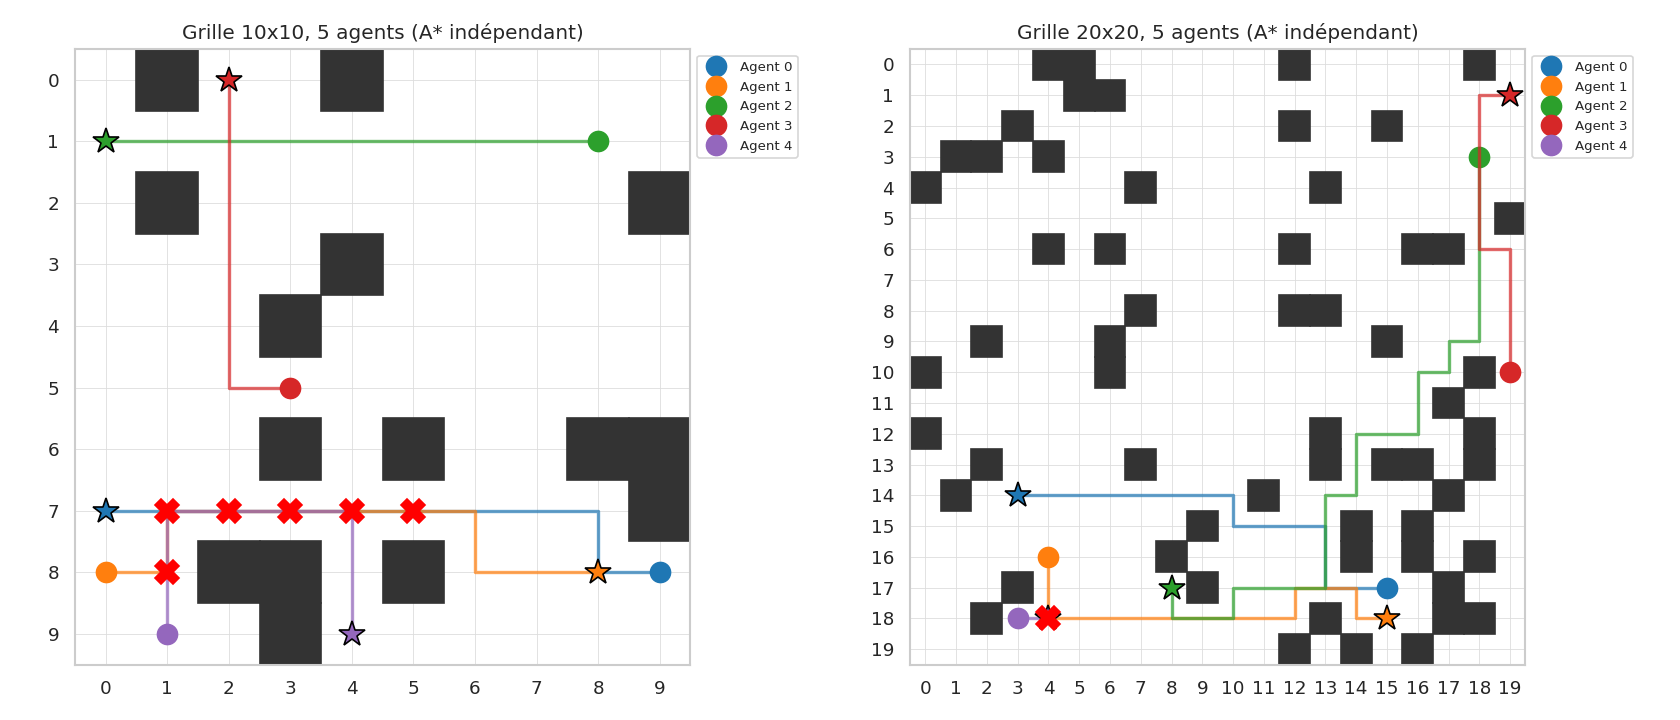 Grille 10x10, 5 agents (A* indépendant)
0
1
2
3
4
5
6
7
8
9
0 1 2 3 4 5 6 7 8 9
Agent 0
Agent 1
Agent 2
Agent 3
Agent 4
Grille 20x20, 5 agents (A* indépendant)
0
1
2
3
4
5
6
7
8
9
10
11
12
13
14
15
16
17
18
19
0 1 2 3 4 5 6 7 8 9 10 11 12 13 14 15 16 17 18 19
Agent 0
Agent 1
Agent 2
Agent 3
Agent 4